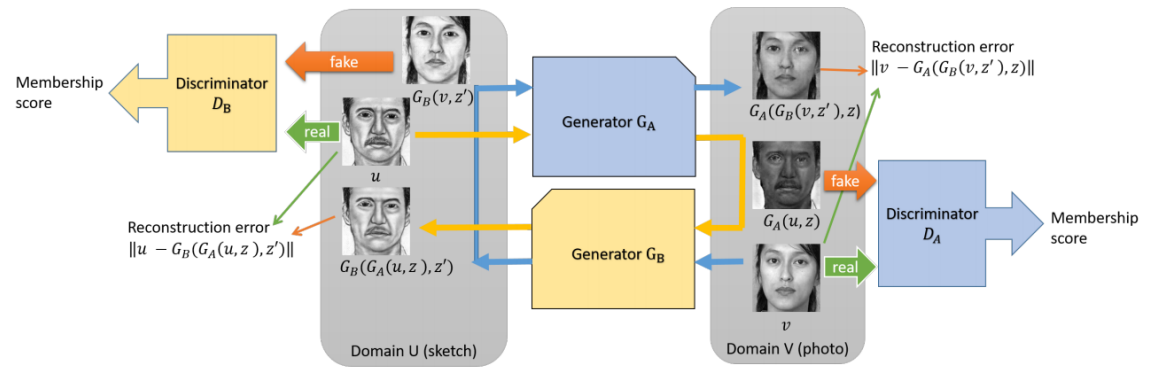 Membership
score
Discriminator
D_B
fake
real
G_B(v, z′)
u
Reconstruction error
‖u − G_B(G_A(u, z), z′)‖
G_B(G_A(u, z), z′)
Domain U (sketch)
Generator G_A
Generator G_B
Reconstruction error
‖v − G_A(G_B(v, z′), z)‖
G_A(G_B(v, z′), z)
fake
G_A(u, z)
real
v
Domain V (photo)
Discriminator
D_A
Membership
score